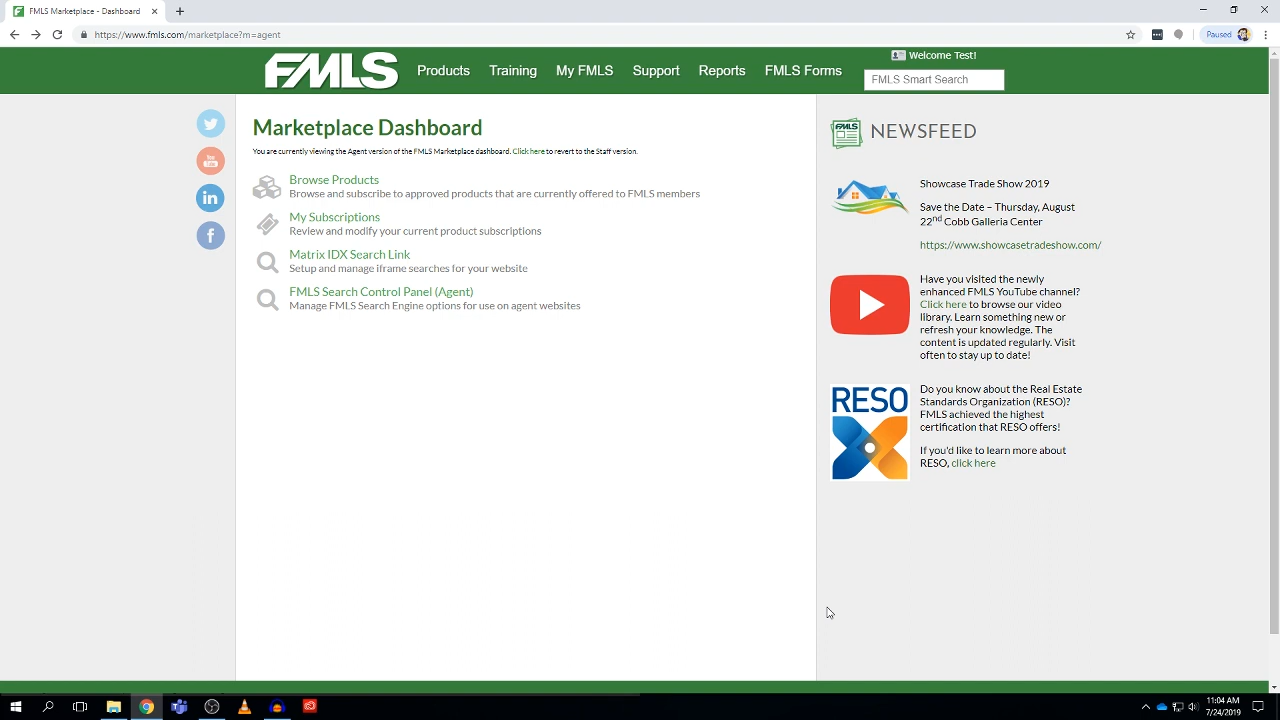 FMLS Marketplace - Dashboard
https://www.fmls.com/marketplace?m=agent
Paused
FMLS
Products
Training
My FMLS
Support
Reports
FMLS Forms
Welcome Test!
FMLS Smart Search
Marketplace Dashboard
You are currently viewing the Agent version of the FMLS Marketplace dashboard. Click here to revert to the Staff version.
Browse Products
Browse and subscribe to approved products that are currently offered to FMLS members
My Subscriptions
Review and modify your current product subscriptions
Matrix IDX Search Link
Setup and manage iframe searches for your website
FMLS Search Control Panel (Agent)
Manage FMLS Search Engine options for use on agent websites
FMLS
NEWSFEED
Showcase Trade Show 2019
Save the Date – Thursday, August
22nd Cobb Galleria Center
https://www.showcasetradeshow.com/
Have you visited the newly
enhanced FMLS YouTube channel?
Click here to browse our video
library. Learn something new or
refresh your knowledge. The
content is updated regularly. Visit
often to stay up to date!
RESO
Do you know about the Real Estate
Standards Organization (RESO)?
FMLS achieved the highest
certification that RESO offers!
If you'd like to learn more about
RESO, click here
11:04 AM
7/24/2019